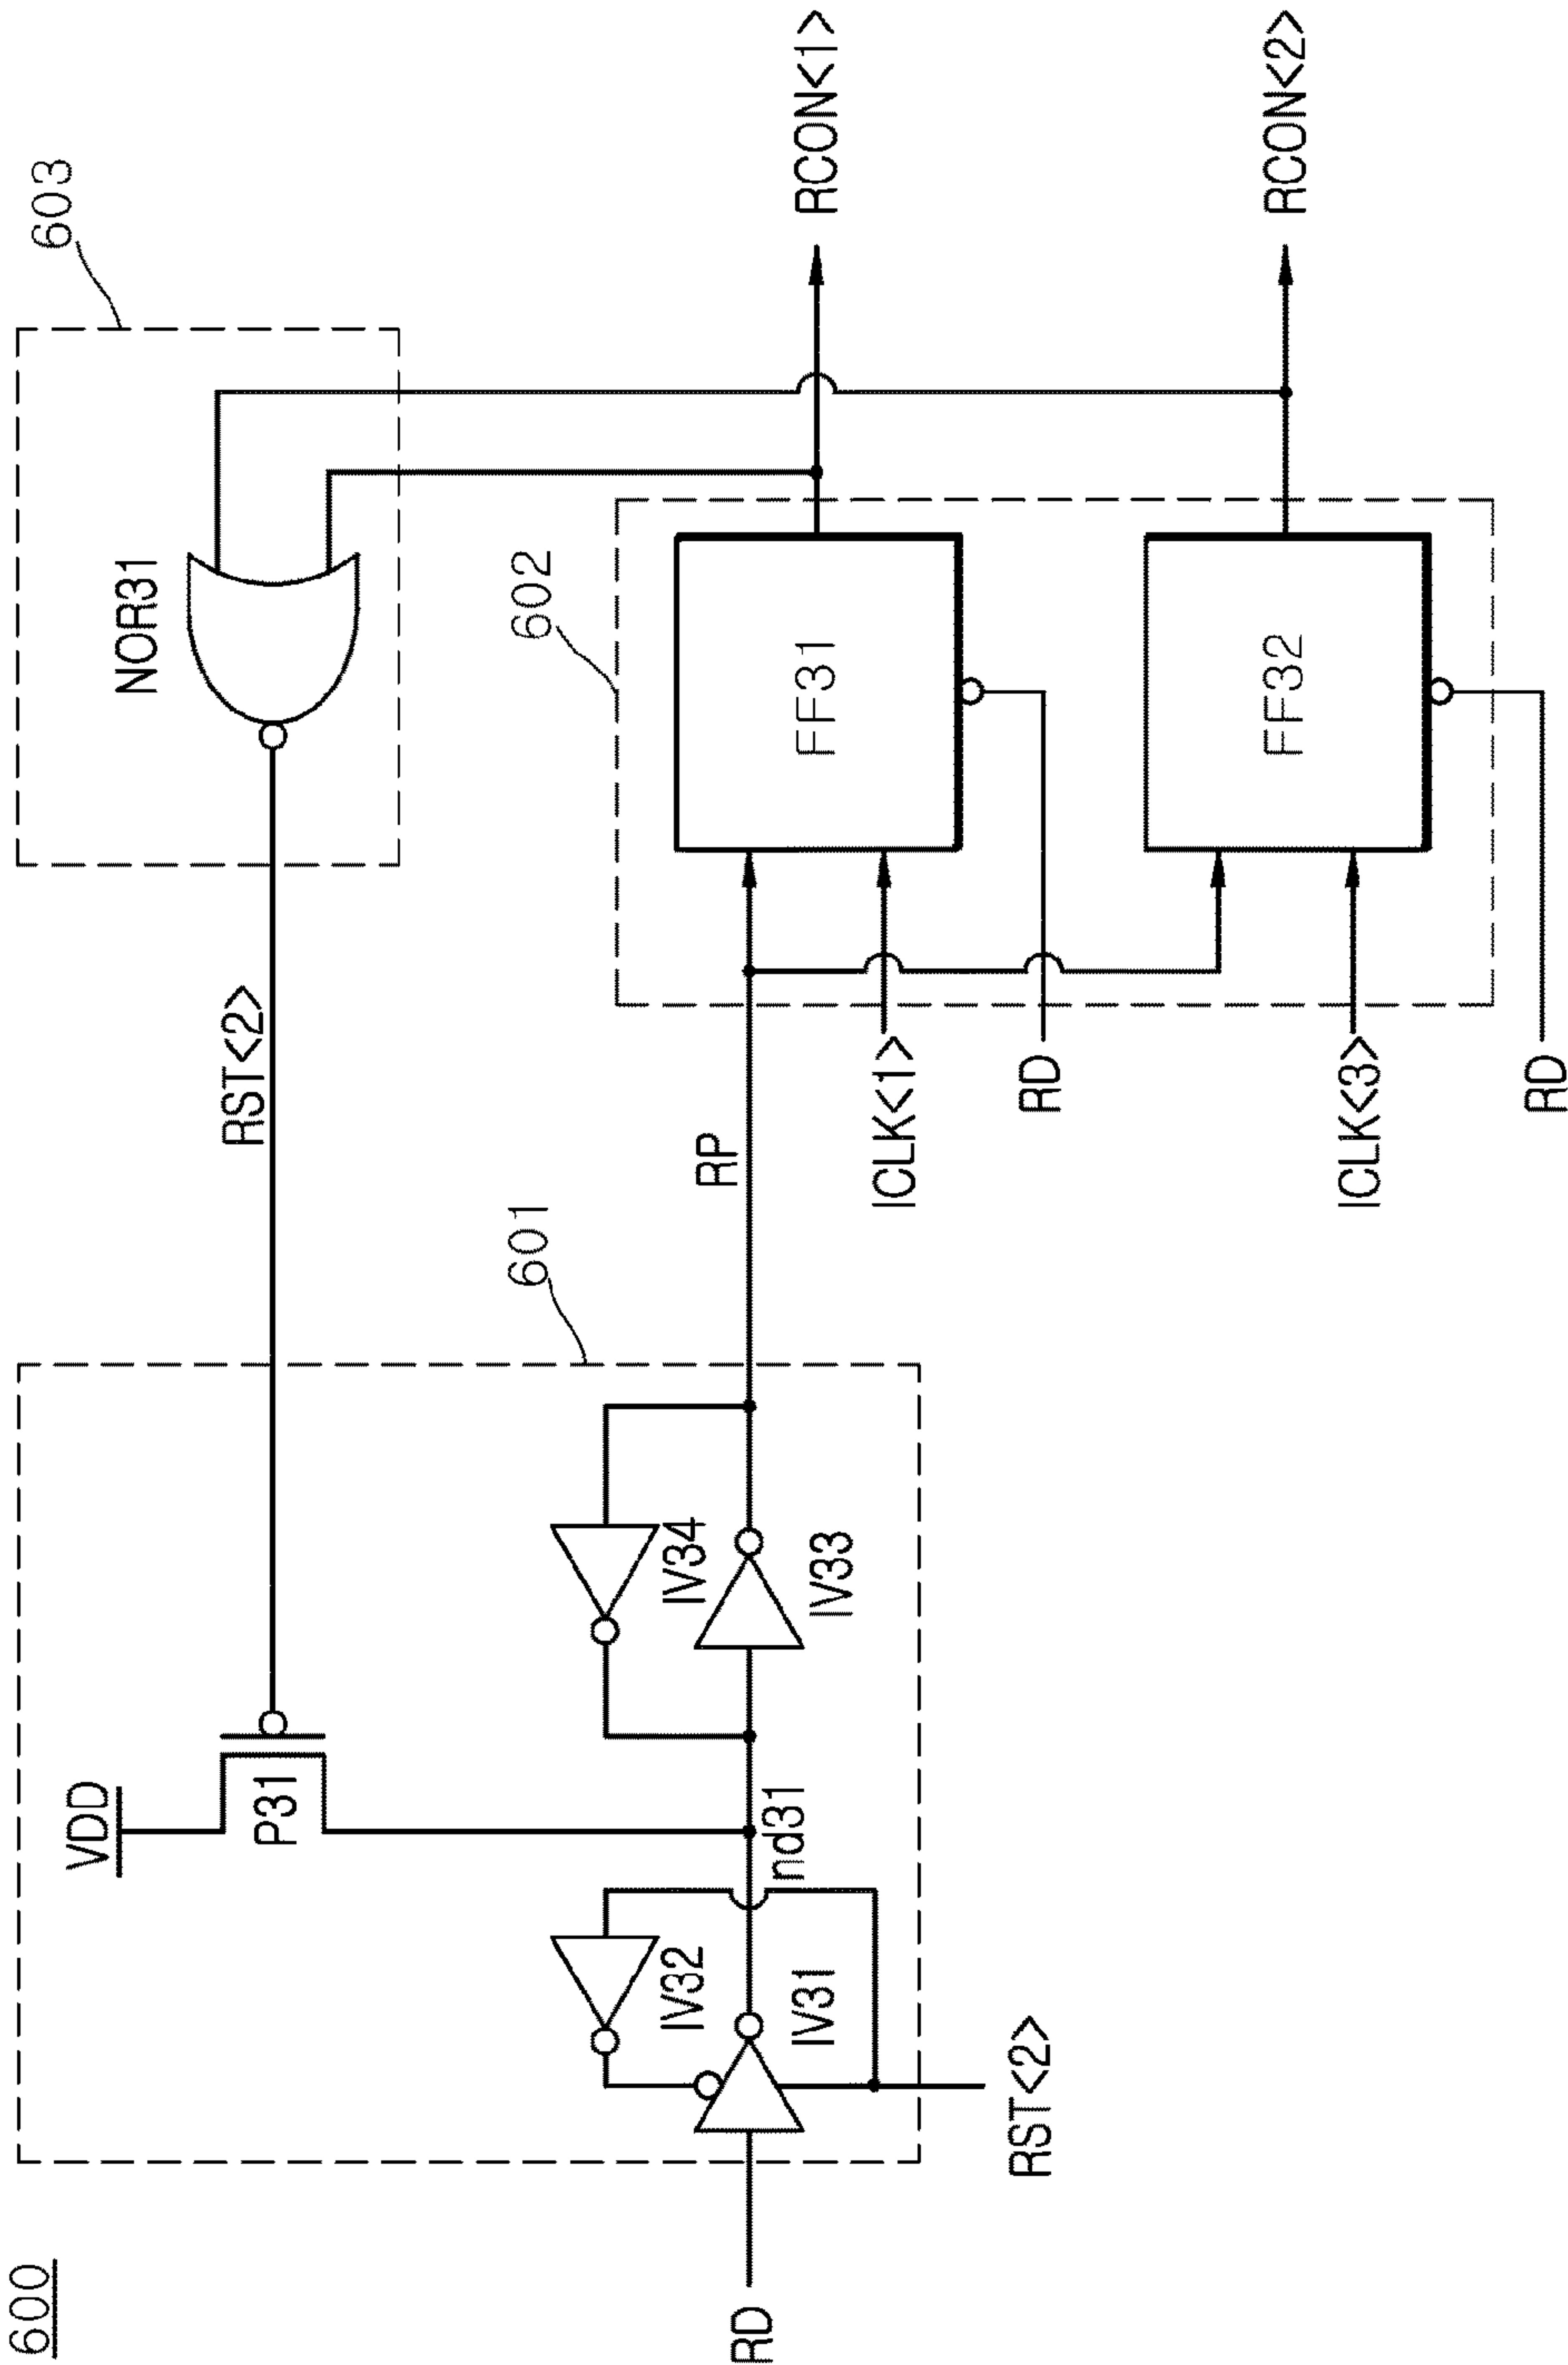 600
603
NOR31
RST<2>
VDD
P31
601
602
IV34
IV33
IV32
IV31
nd31
RD
RST<2>
RP
FF31
RCON<1>
ICLK<1>
RD
FF32
RCON<2>
ICLK<3>
RD